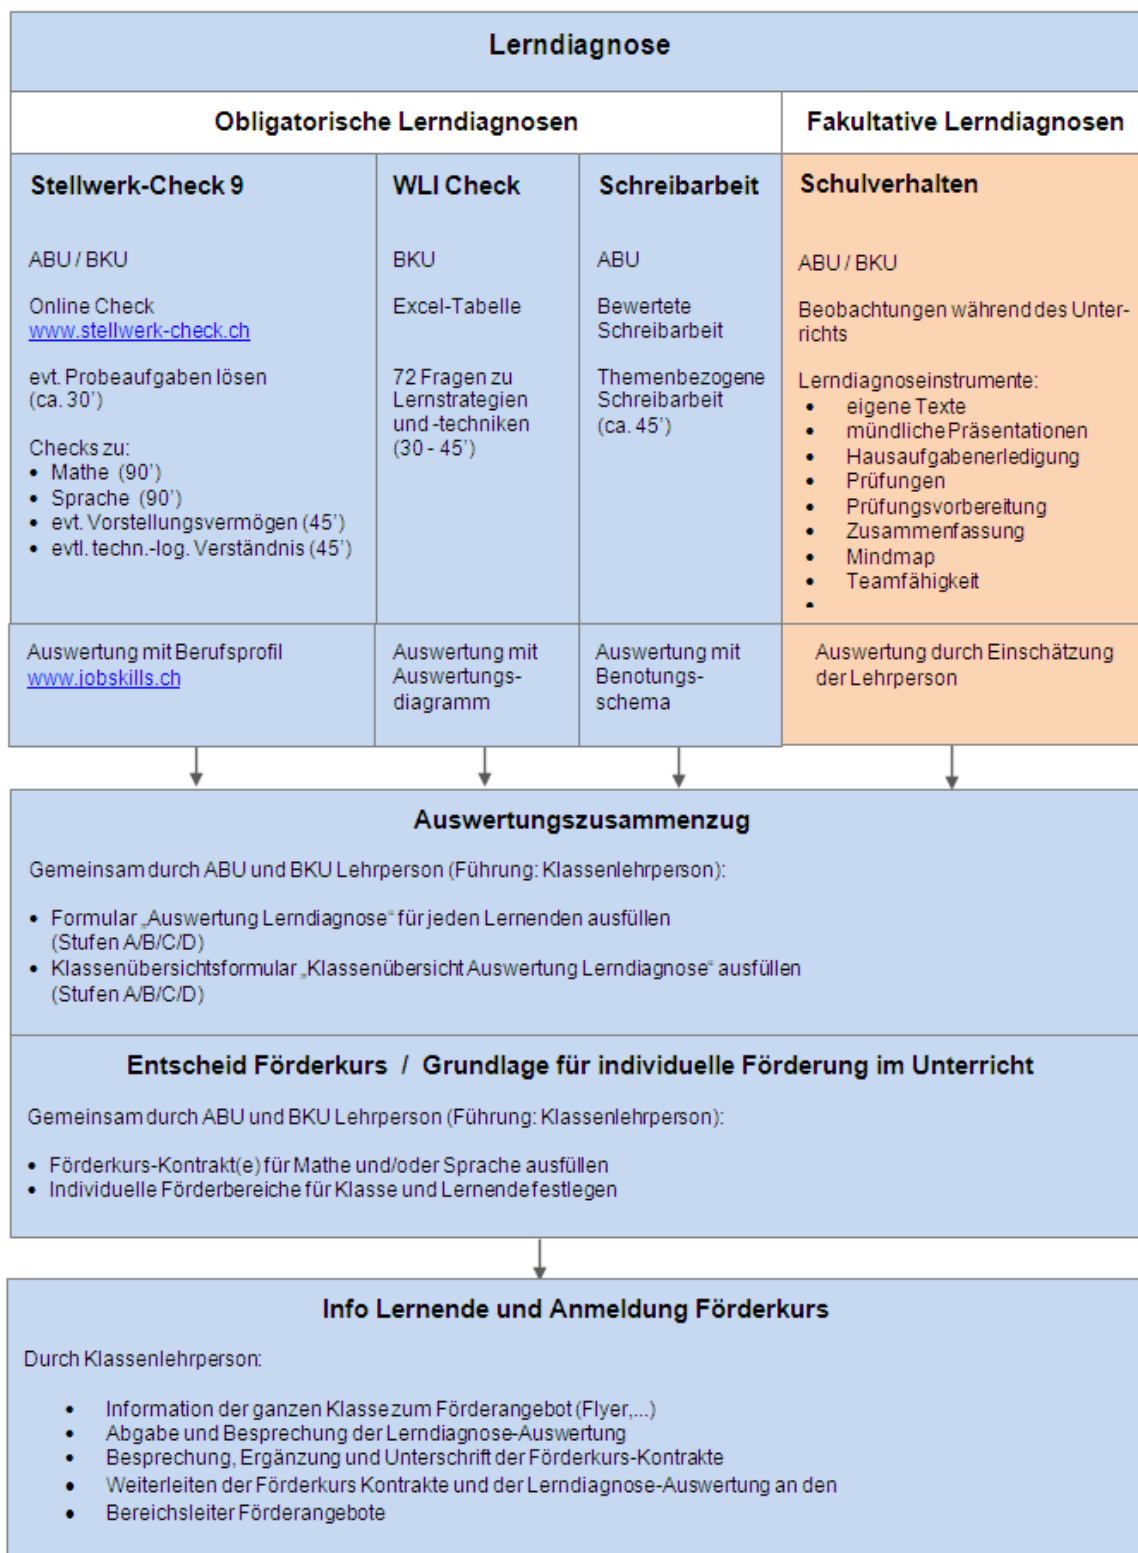 Lerndiagnose
Obligatorische Lerndiagnosen
Fakultative Lerndiagnosen
Stellwerk-Check 9
ABU / BKU
Online Check
www.stellwerk-check.ch
evt. Probeaufgaben lösen
(ca. 30’)
Checks zu:
• Mathe (90’)
• Sprache (90’)
• evt. Vorstellungsvermögen (45’)
• evtl. techn.-log. Verständnis (45’)
WLI Check
BKU
Excel-Tabelle
72 Fragen zu
Lernstrategien
und -techniken
(30 - 45’)
Schreibarbeit
ABU
Bewertete
Schreibarbeit
Themenbezogene
Schreibarbeit
(ca. 45’)
Schulverhalten
ABU / BKU
Beobachtungen während des Unter-
richts
Lerndiagnoseinstrumente:
• eigene Texte
• mündliche Präsentationen
• Hausaufgabenerledigung
• Prüfungen
• Prüfungsvorbereitung
• Zusammenfassung
• Mindmap
• Teamfähigkeit
•
Auswertung mit Berufsprofil
www.jobskills.ch
Auswertung mit
Auswertungs-
diagramm
Auswertung mit
Benotungs-
schema
Auswertung durch Einschätzung
der Lehrperson
Auswertungszusammenzug
Gemeinsam durch ABU und BKU Lehrperson (Führung: Klassenlehrperson):
• Formular „Auswertung Lerndiagnose“ für jeden Lernenden ausfüllen
(Stufen A/B/C/D)
• Klassenübersichtsformular „Klassenübersicht Auswertung Lerndiagnose“ ausfüllen
(Stufen A/B/C/D)
Entscheid Förderkurs / Grundlage für individuelle Förderung im Unterricht
Gemeinsam durch ABU und BKU Lehrperson (Führung: Klassenlehrperson):
• Förderkurs-Kontrakt(e) für Mathe und/oder Sprache ausfüllen
• Individuelle Förderbereiche für Klasse und Lernende festlegen
Info Lernende und Anmeldung Förderkurs
Durch Klassenlehrperson:
• Information der ganzen Klasse zum Förderangebot (Flyer,...)
• Abgabe und Besprechung der Lerndiagnose-Auswertung
• Besprechung, Ergänzung und Unterschrift der Förderkurs-Kontrakte
• Weiterleiten der Förderkurs Kontrakte und der Lerndiagnose-Auswertung an den
• Bereichsleiter Förderangebote